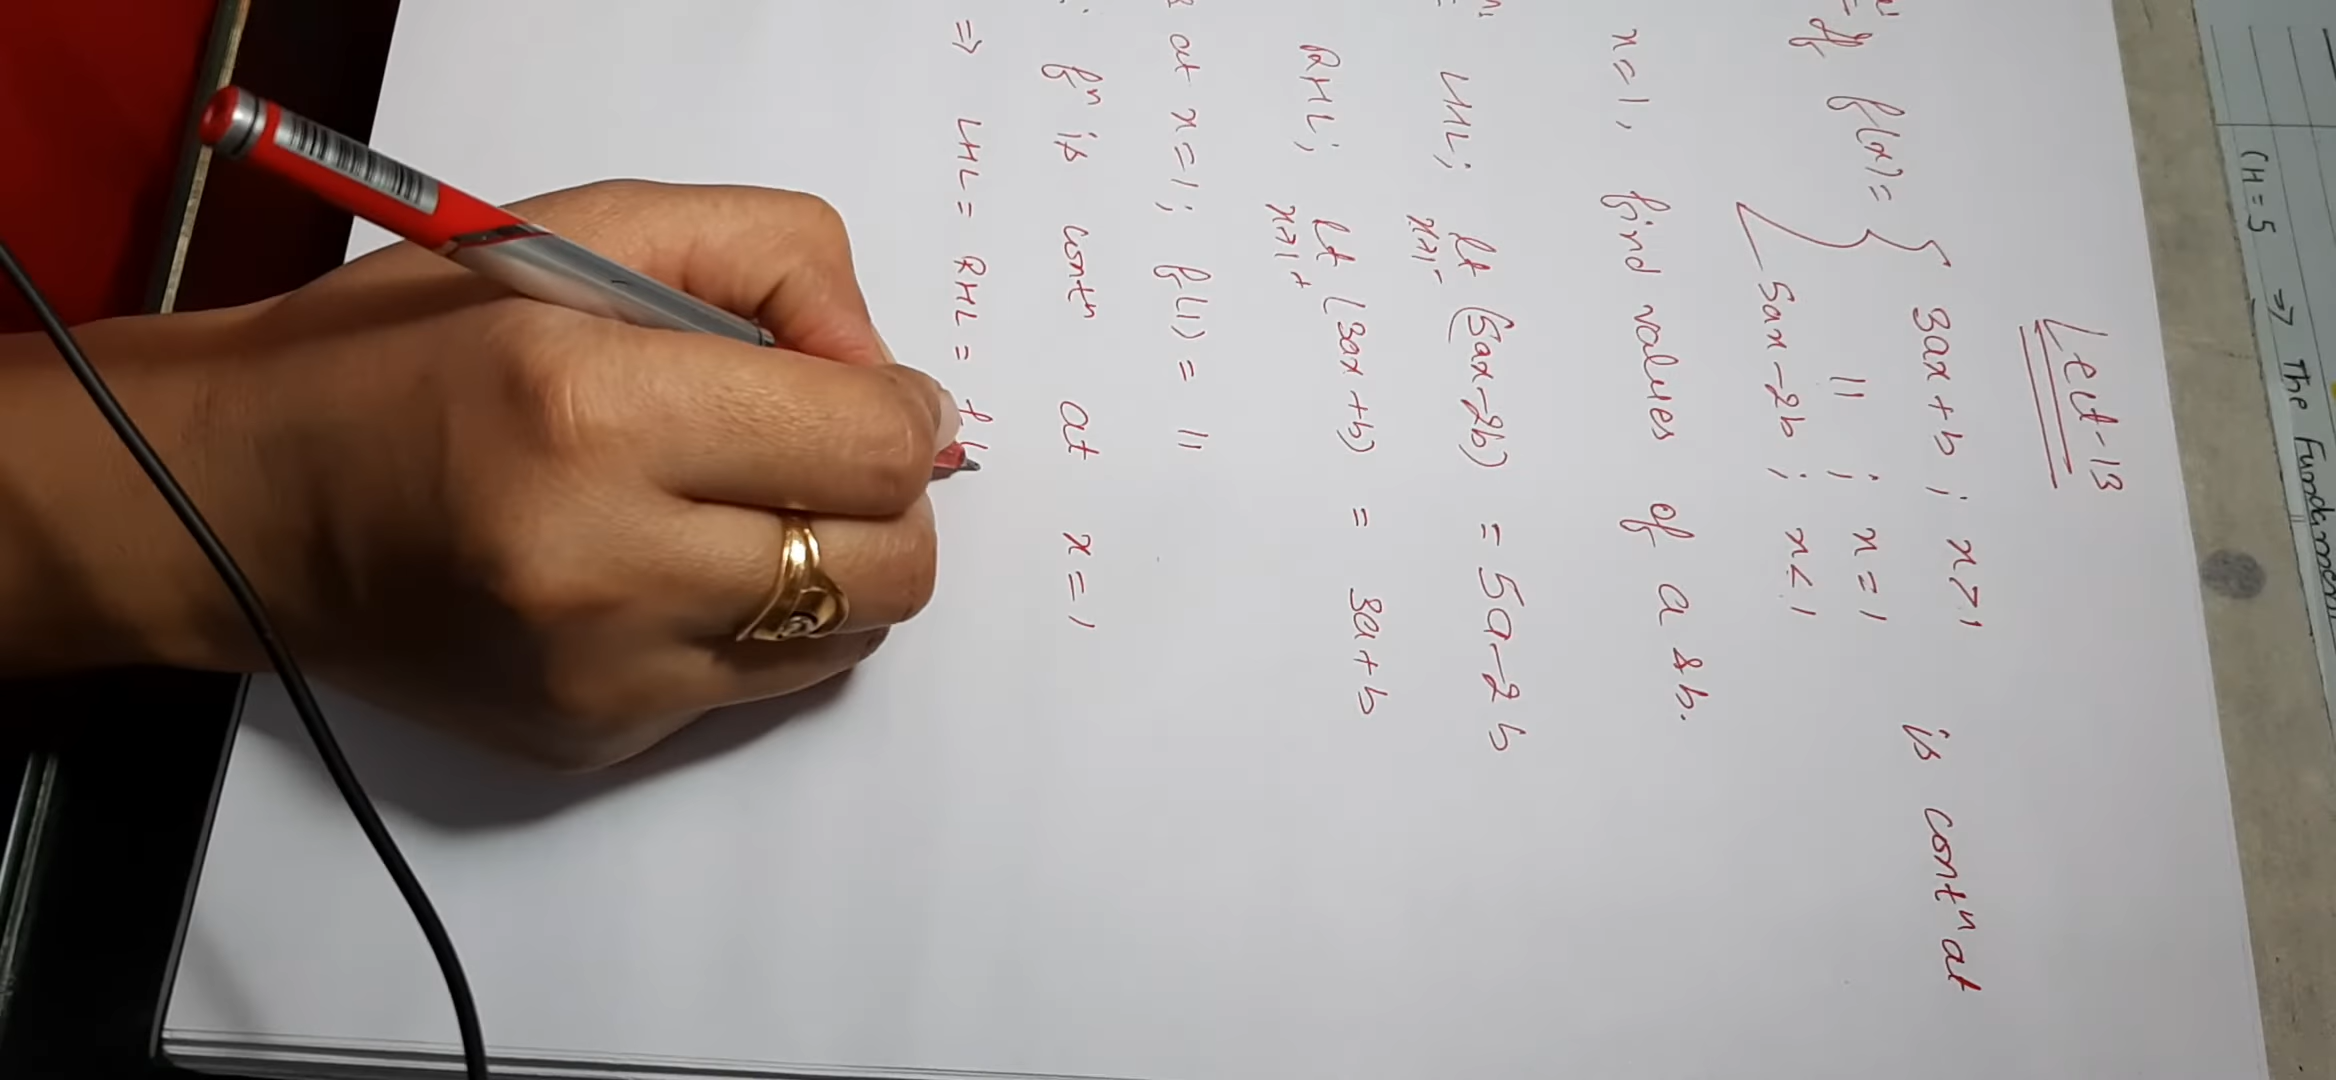 Lect-13
if f(x) = { 3ax+b ; x>1 is contⁿ at
11 ; x=1
5ax-2b ; x<1
x=1, find values of a & b.
LHL; lt x→1⁻ (5ax-2b) = 5a-2b
RHL; lt x→1⁺ (3ax+b) = 3a+b
& at x=1; f(1) = 11
fⁿ is contⁿ at x=1
⇒ LHL = RHL = f(
CH=5 ⇒ The Fundamen